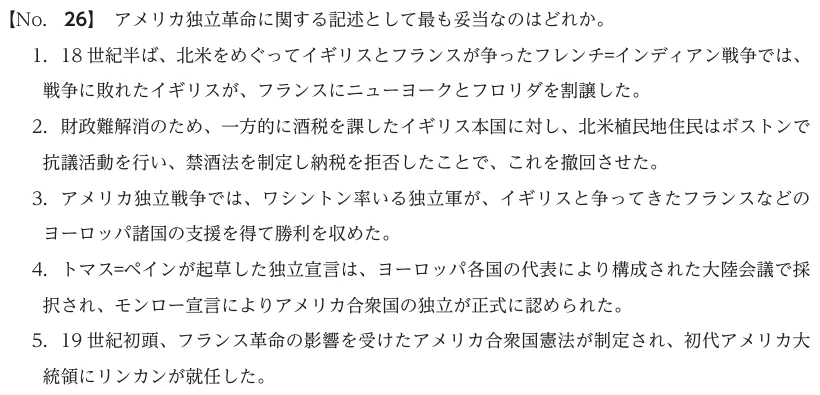 【No. 26】 アメリカ独立革命に関する記述として最も妥当なのはどれか。
1. 18世紀半ば、北米をめぐってイギリスとフランスが争ったフレンチ=インディアン戦争では、
戦争に敗れたイギリスが、フランスにニューヨークとフロリダを割譲した。
2. 財政難解消のため、一方的に酒税を課したイギリス本国に対し、北米植民地住民はボストンで
抗議活動を行い、禁酒法を制定し納税を拒否したことで、これを撤回させた。
3. アメリカ独立戦争では、ワシントン率いる独立軍が、イギリスと争ってきたフランスなどの
ヨーロッパ諸国の支援を得て勝利を収めた。
4. トマス=ペインが起草した独立宣言は、ヨーロッパ各国の代表により構成された大陸会議で採
択され、モンロー宣言によりアメリカ合衆国の独立が正式に認められた。
5. 19世紀初頭、フランス革命の影響を受けたアメリカ合衆国憲法が制定され、初代アメリカ大
統領にリンカンが就任した。